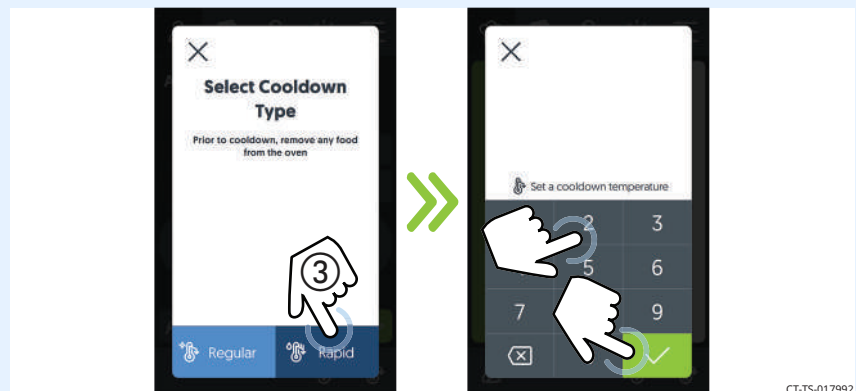 Select Cooldown
Type
Prior to cooldown, remove any food
from the oven
3
Regular
Rapid
Set a cooldown temperature
2
3
5
6
7
9
CT-TS-017992